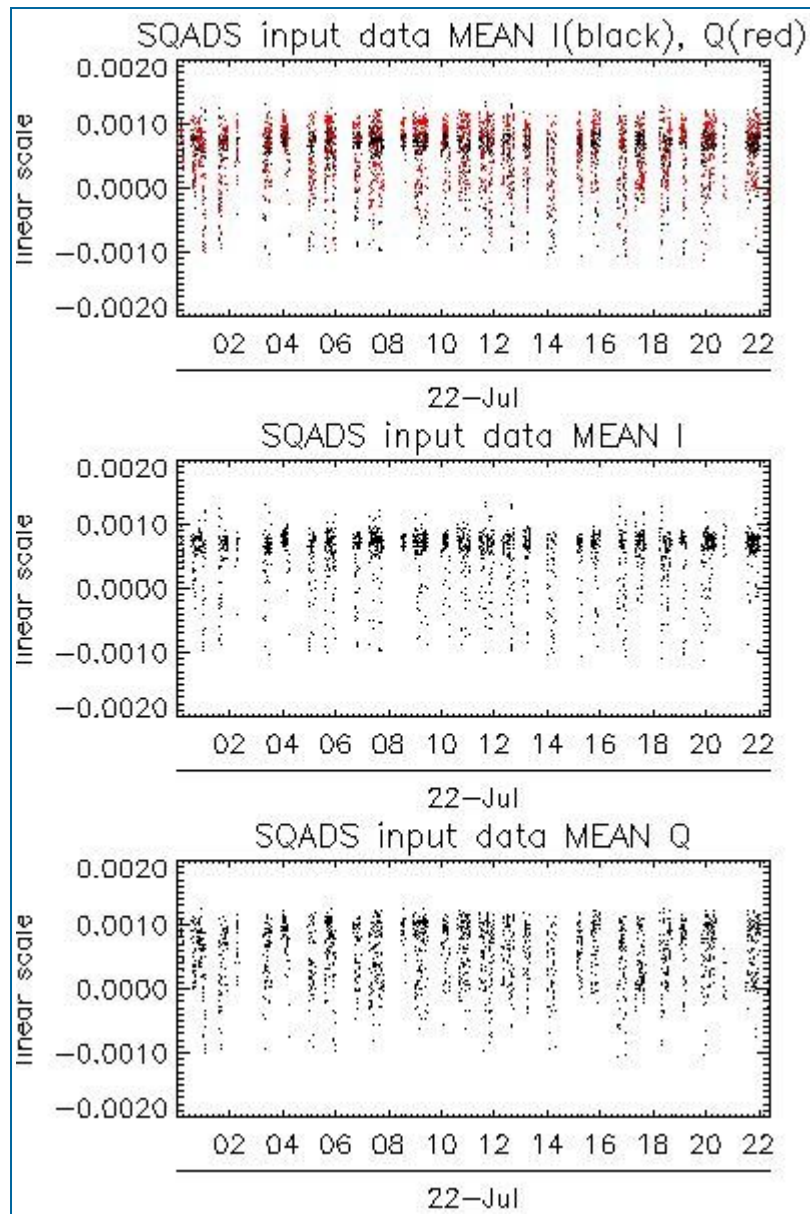 SQADS input data MEAN I(black), Q(red)
0.0020
0.0010
0.0000
−0.0010
−0.0020
linear scale
02 04 06 08 10 12 14 16 18 20 22
22−Jul
SQADS input data MEAN I
0.0020
0.0010
0.0000
−0.0010
−0.0020
linear scale
02 04 06 08 10 12 14 16 18 20 22
22−Jul
SQADS input data MEAN Q
0.0020
0.0010
0.0000
−0.0010
−0.0020
linear scale
02 04 06 08 10 12 14 16 18 20 22
22−Jul